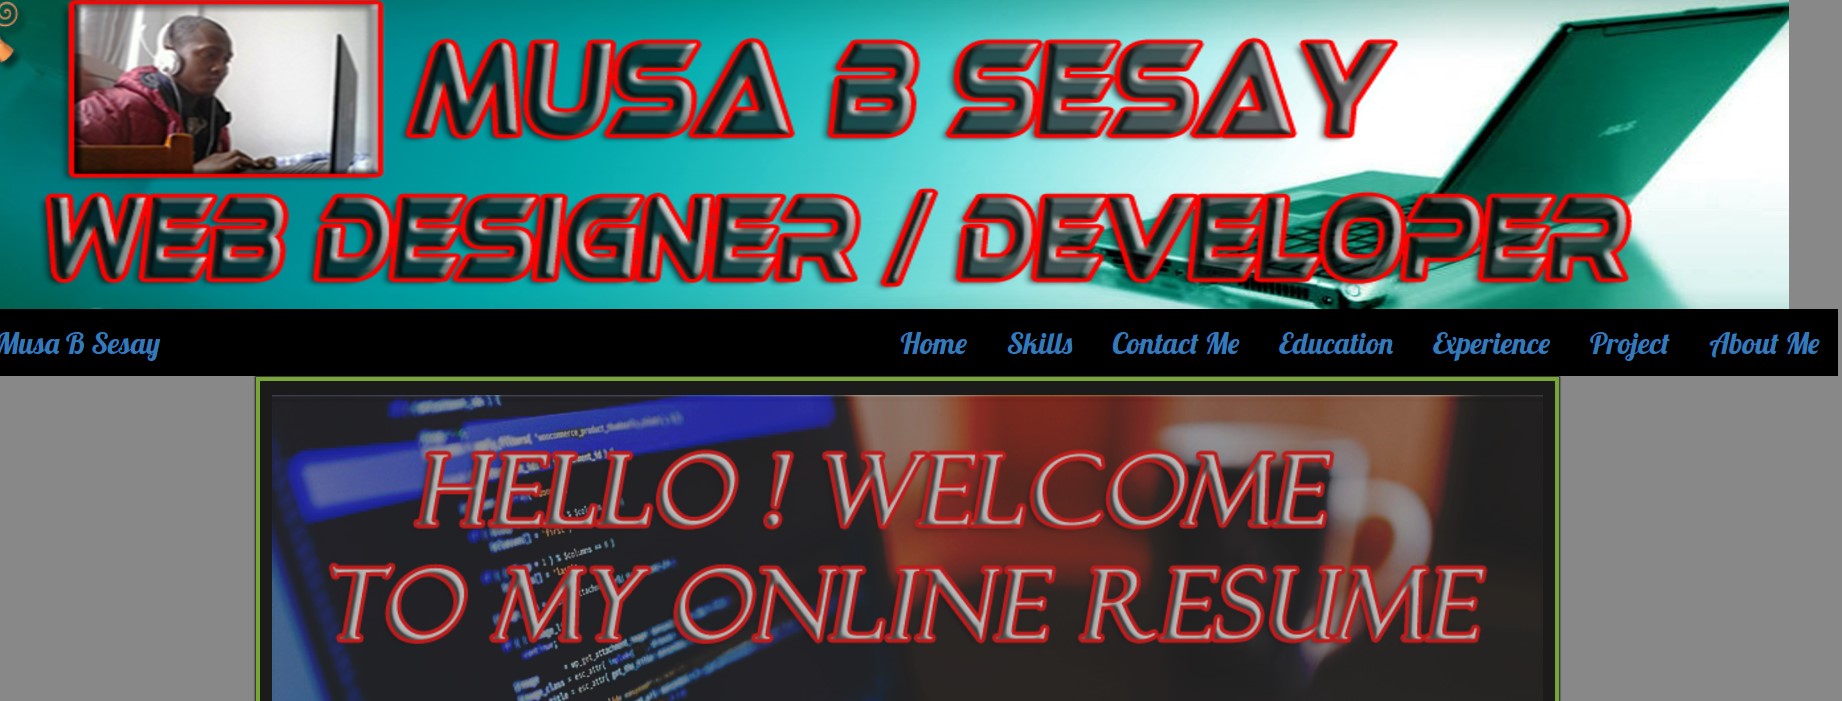 MUSA B SESAY
WEB DESIGNER / DEVELOPER
Musa B Sesay
Home Skills Contact Me Education Experience Project About Me
HELLO ! WELCOME
TO MY ONLINE RESUME